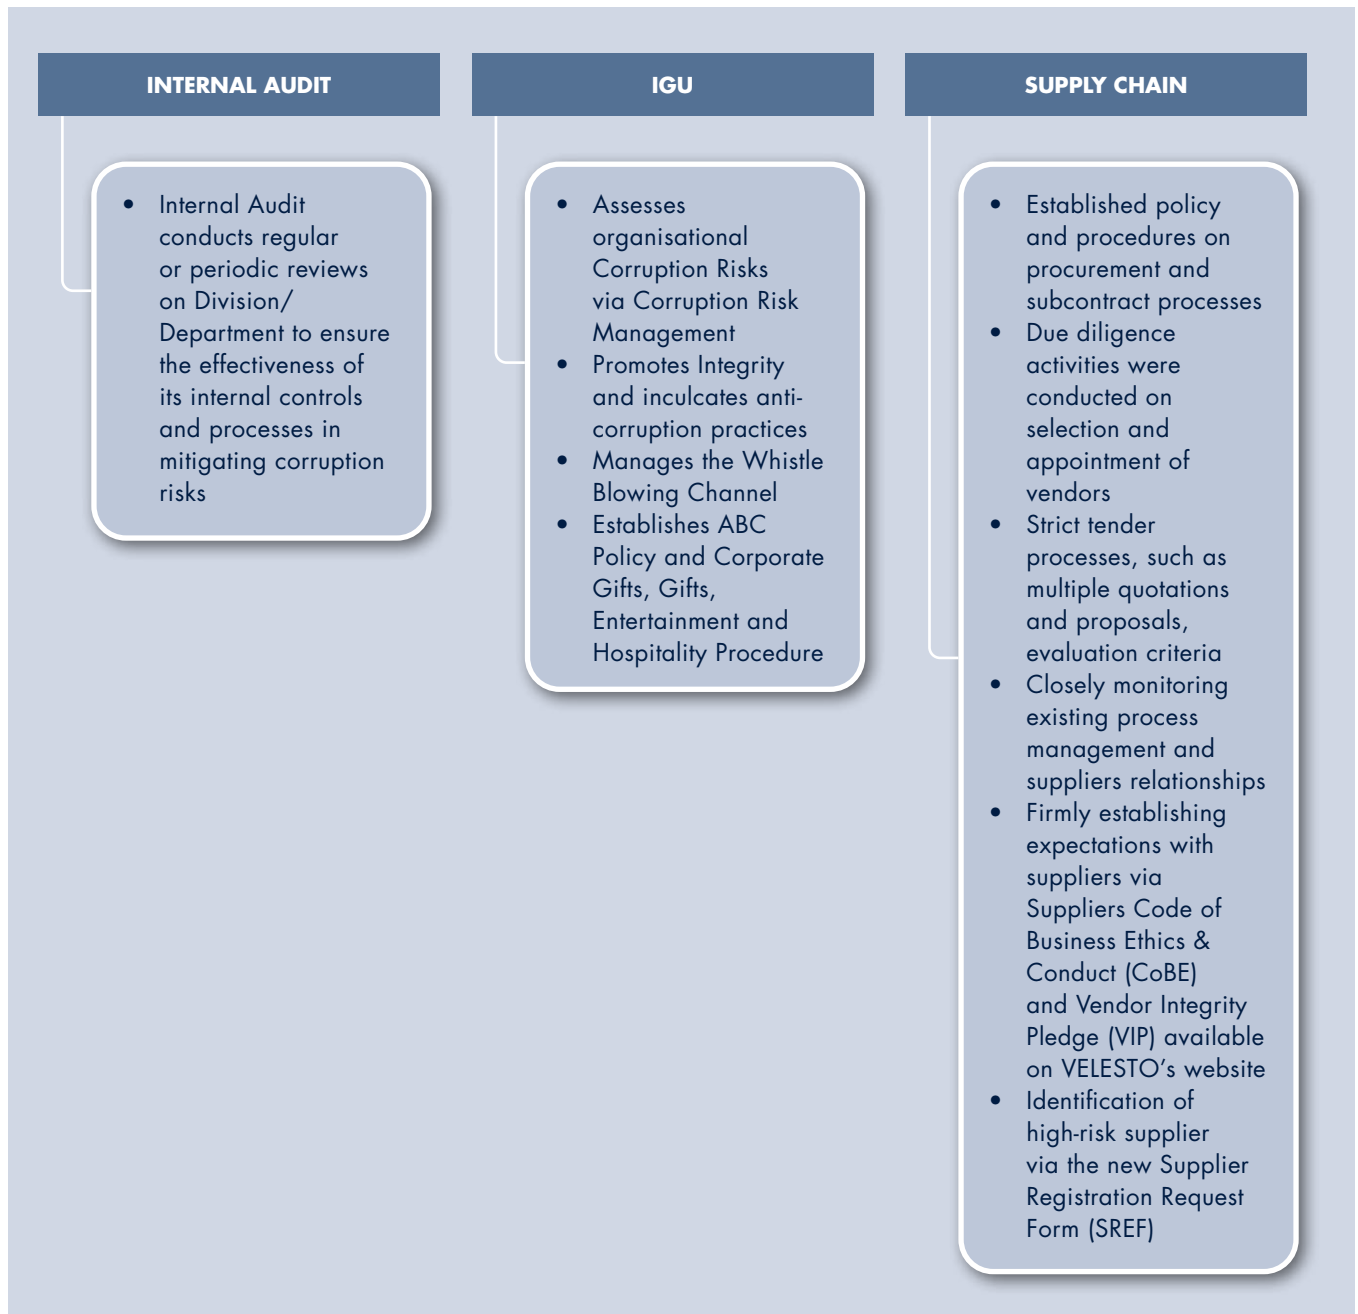 INTERNAL AUDIT
• Internal Audit
conducts regular
or periodic reviews
on Division/
Department to ensure
the effectiveness of
its internal controls
and processes in
mitigating corruption
risks
IGU
• Assesses
organisational
Corruption Risks
via Corruption Risk
Management
• Promotes Integrity
and inculcates anti-
corruption practices
• Manages the Whistle
Blowing Channel
• Establishes ABC
Policy and Corporate
Gifts, Gifts,
Entertainment and
Hospitality Procedure
SUPPLY CHAIN
• Established policy
and procedures on
procurement and
subcontract processes
• Due diligence
activities were
conducted on
selection and
appointment of
vendors
• Strict tender
processes, such as
multiple quotations
and proposals,
evaluation criteria
• Closely monitoring
existing process
management and
suppliers relationships
• Firmly establishing
expectations with
suppliers via
Suppliers Code of
Business Ethics &
Conduct (CoBE)
and Vendor Integrity
Pledge (VIP) available
on VELESTO's website
• Identification of
high-risk supplier
via the new Supplier
Registration Request
Form (SREF)